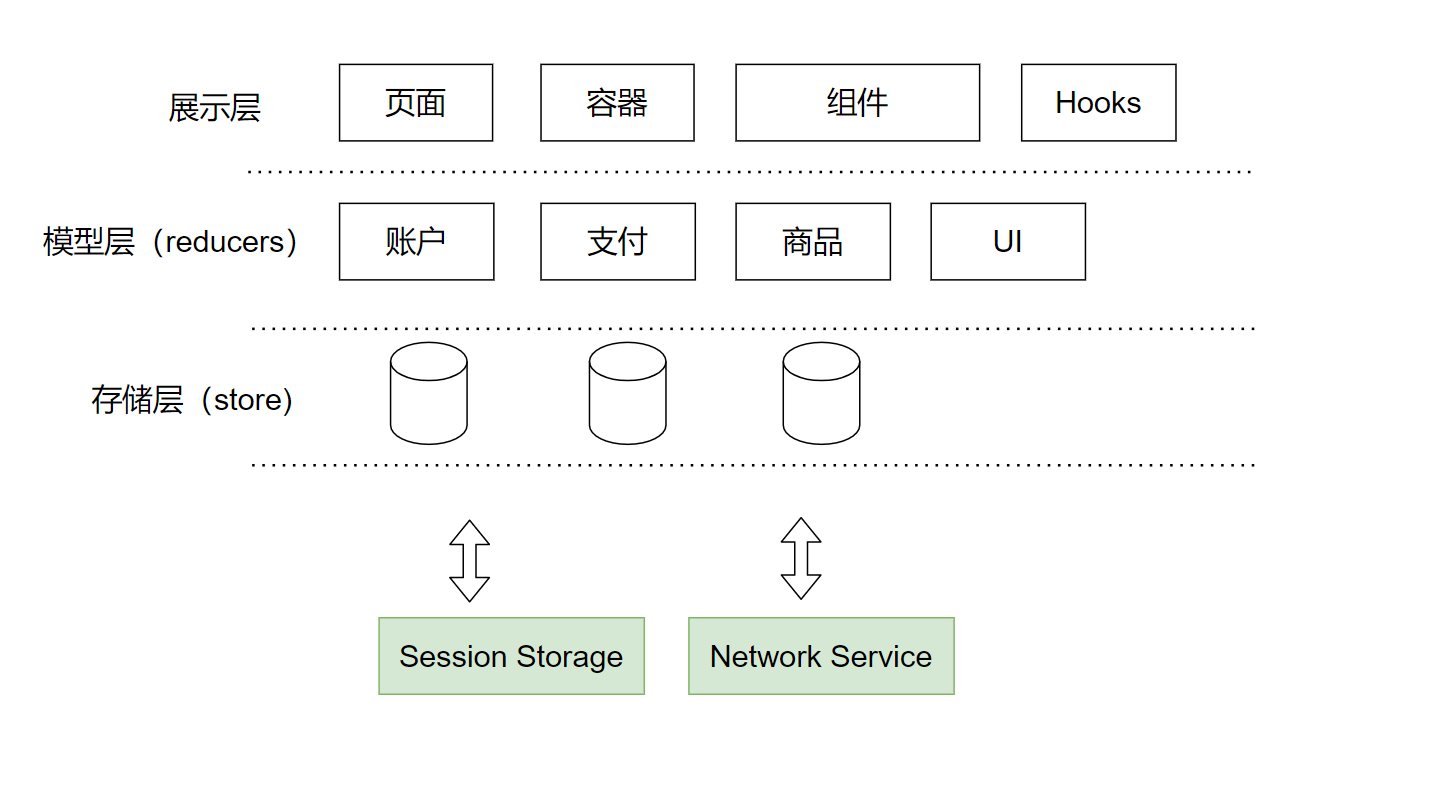 展示层
页面
容器
组件
Hooks
模型层（reducers）
账户
支付
商品
UI
存储层（store)
Session Storage
Network Service